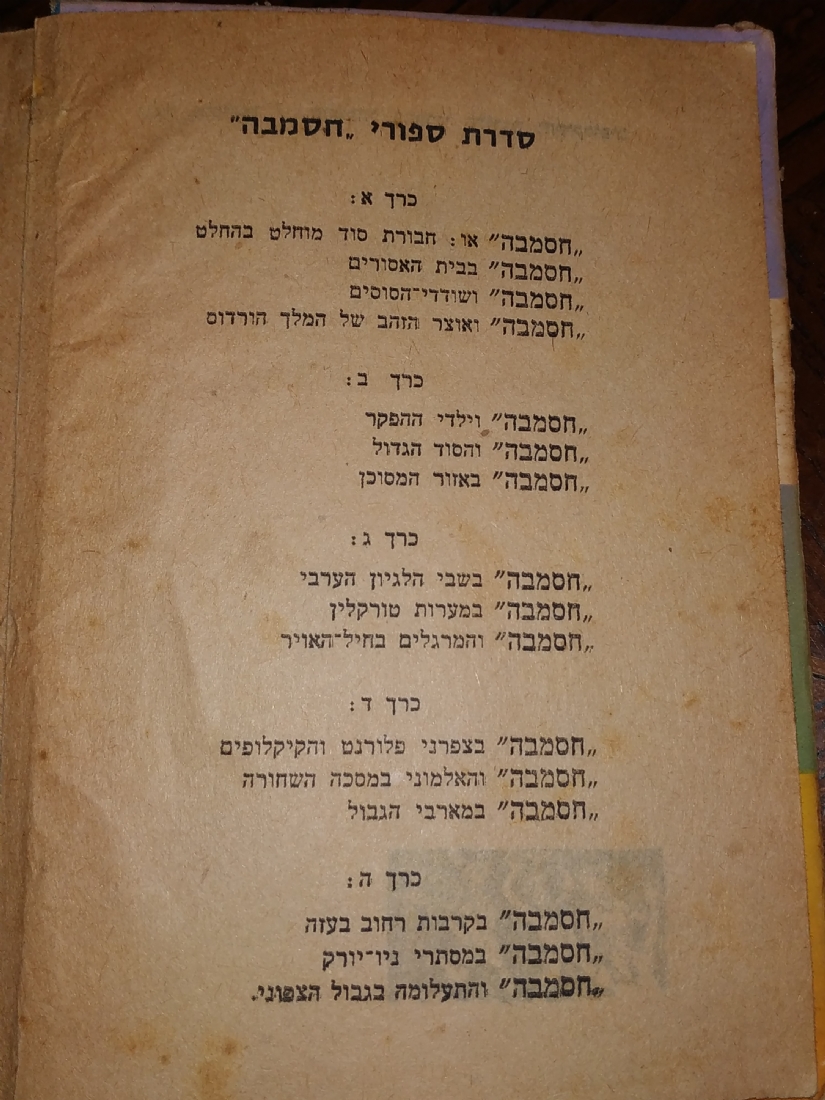 סדרת ספורי „חסמבה״
כרך א:
„חסמבה״ או: חבורת סוד מוחלט בהחלט
„חסמבה״ בבית האסורים
„חסמבה״ ושודדי־הסוסים
„חסמבה״ ואוצר הזהב של המלך הורדוס
כרך ב:
„חסמבה״ וילדי ההפקר
„חסמבה״ והסוד הגדול
„חסמבה״ באזור המסוכן
כרך ג:
„חסמבה״ בשבי הלגיון הערבי
„חסמבה״ במערות טורקלין
„חסמבה״ והמרגלים בחיל־האויר
כרך ד:
„חסמבה״ בצפרני פלורנט והקיקלופים
„חסמבה״ והאלמוני במסכה השחורה
„חסמבה״ במארבי הגבול
כרך ה:
„חסמבה״ בקרבות רחוב בעזה
„חסמבה״ במסתרי ניו־יורק
„חסמבה״ והתעלומה בגבול הצפוני.